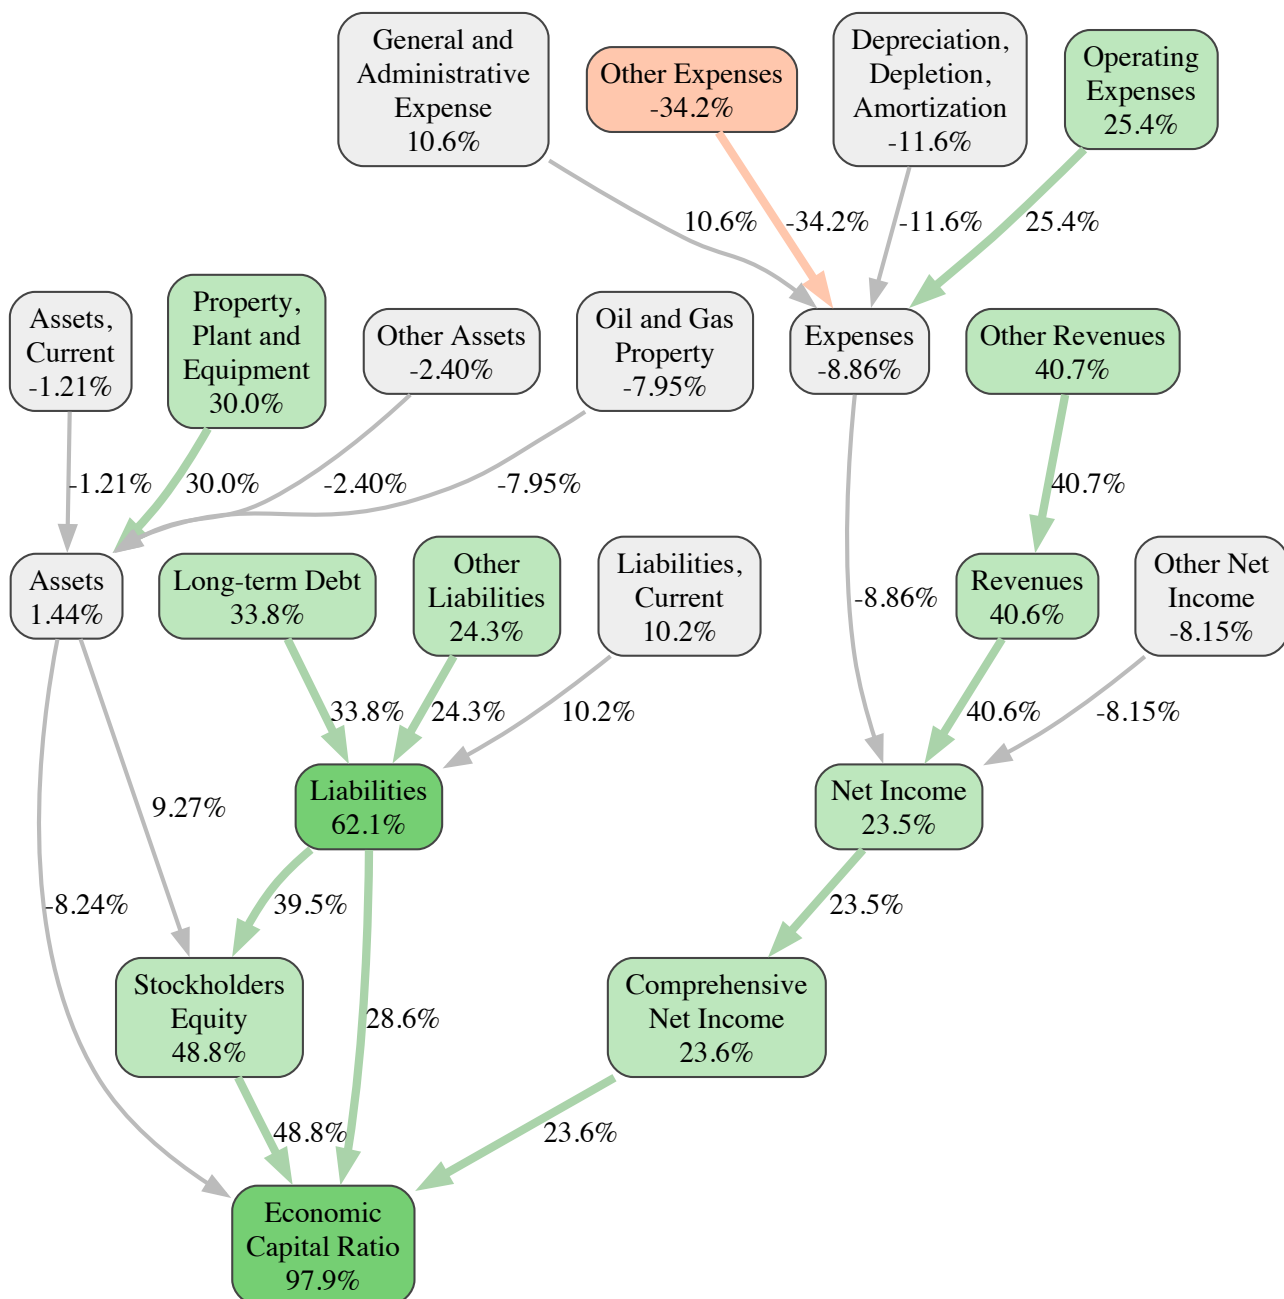 General and
Administrative
Expense
10.6%
Other Expenses
-34.2%
Depreciation,
Depletion,
Amortization
-11.6%
Operating
Expenses
25.4%
10.6%
-34.2%
-11.6%
25.4%
Assets,
Current
-1.21%
Property,
Plant and
Equipment
30.0%
Other Assets
-2.40%
Oil and Gas
Property
-7.95%
Expenses
-8.86%
Other Revenues
40.7%
-1.21%
30.0%
-2.40%
-7.95%
40.7%
Assets
1.44%
Long-term Debt
33.8%
Other
Liabilities
24.3%
Liabilities,
Current
10.2%
-8.86%
Revenues
40.6%
Other Net
Income
-8.15%
33.8%
24.3%
10.2%
40.6%
-8.15%
9.27%
Liabilities
62.1%
Net Income
23.5%
-8.24%
39.5%
23.5%
Stockholders
Equity
48.8%
28.6%
Comprehensive
Net Income
23.6%
48.8%
23.6%
Economic
Capital Ratio
97.9%